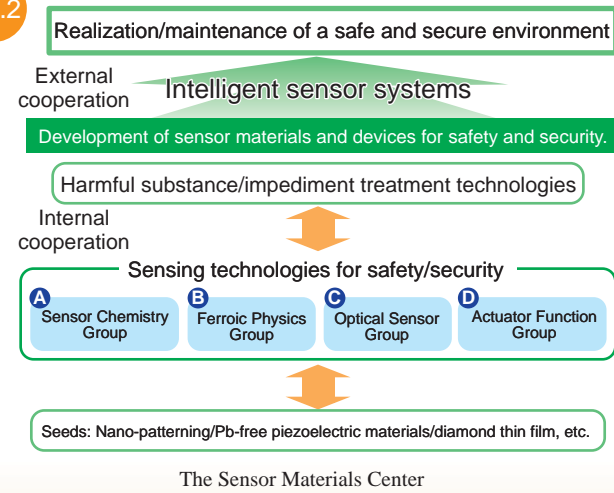 .2
Realization/maintenance of a safe and secure environment
External
cooperation
Intelligent sensor systems
Development of sensor materials and devices for safety and security.
Harmful substance/impediment treatment technologies
Internal
cooperation
Sensing technologies for safety/security
A
Sensor Chemistry
Group
B
Ferroic Physics
Group
C
Optical Sensor
Group
D
Actuator Function
Group
Seeds: Nano-patterning/Pb-free piezoelectric materials/diamond thin film, etc.
The Sensor Materials Center